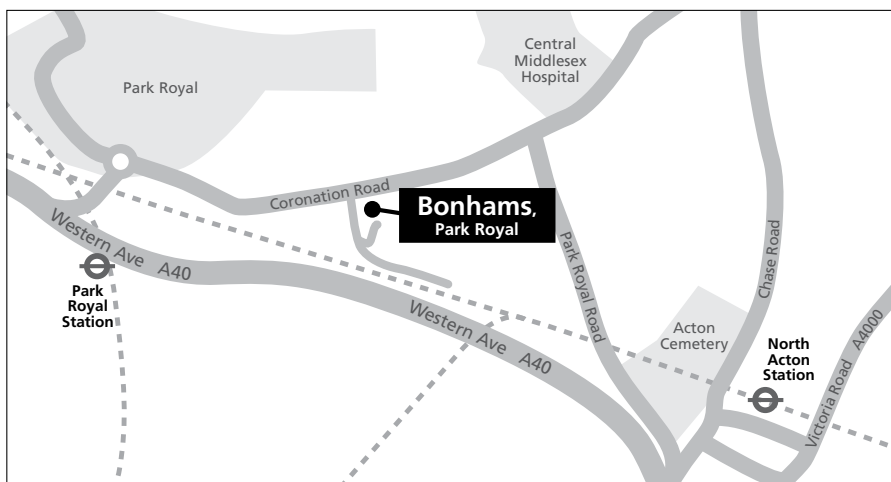 Central
Middlesex
Hospital
Park Royal
Coronation Road
Bonhams,
Park Royal
Western Ave A40
Park
Royal
Station
Park Royal Road
Chase Road
Western Ave A40
Acton
Cemetery
North
Acton
Station
Victoria Road A4000